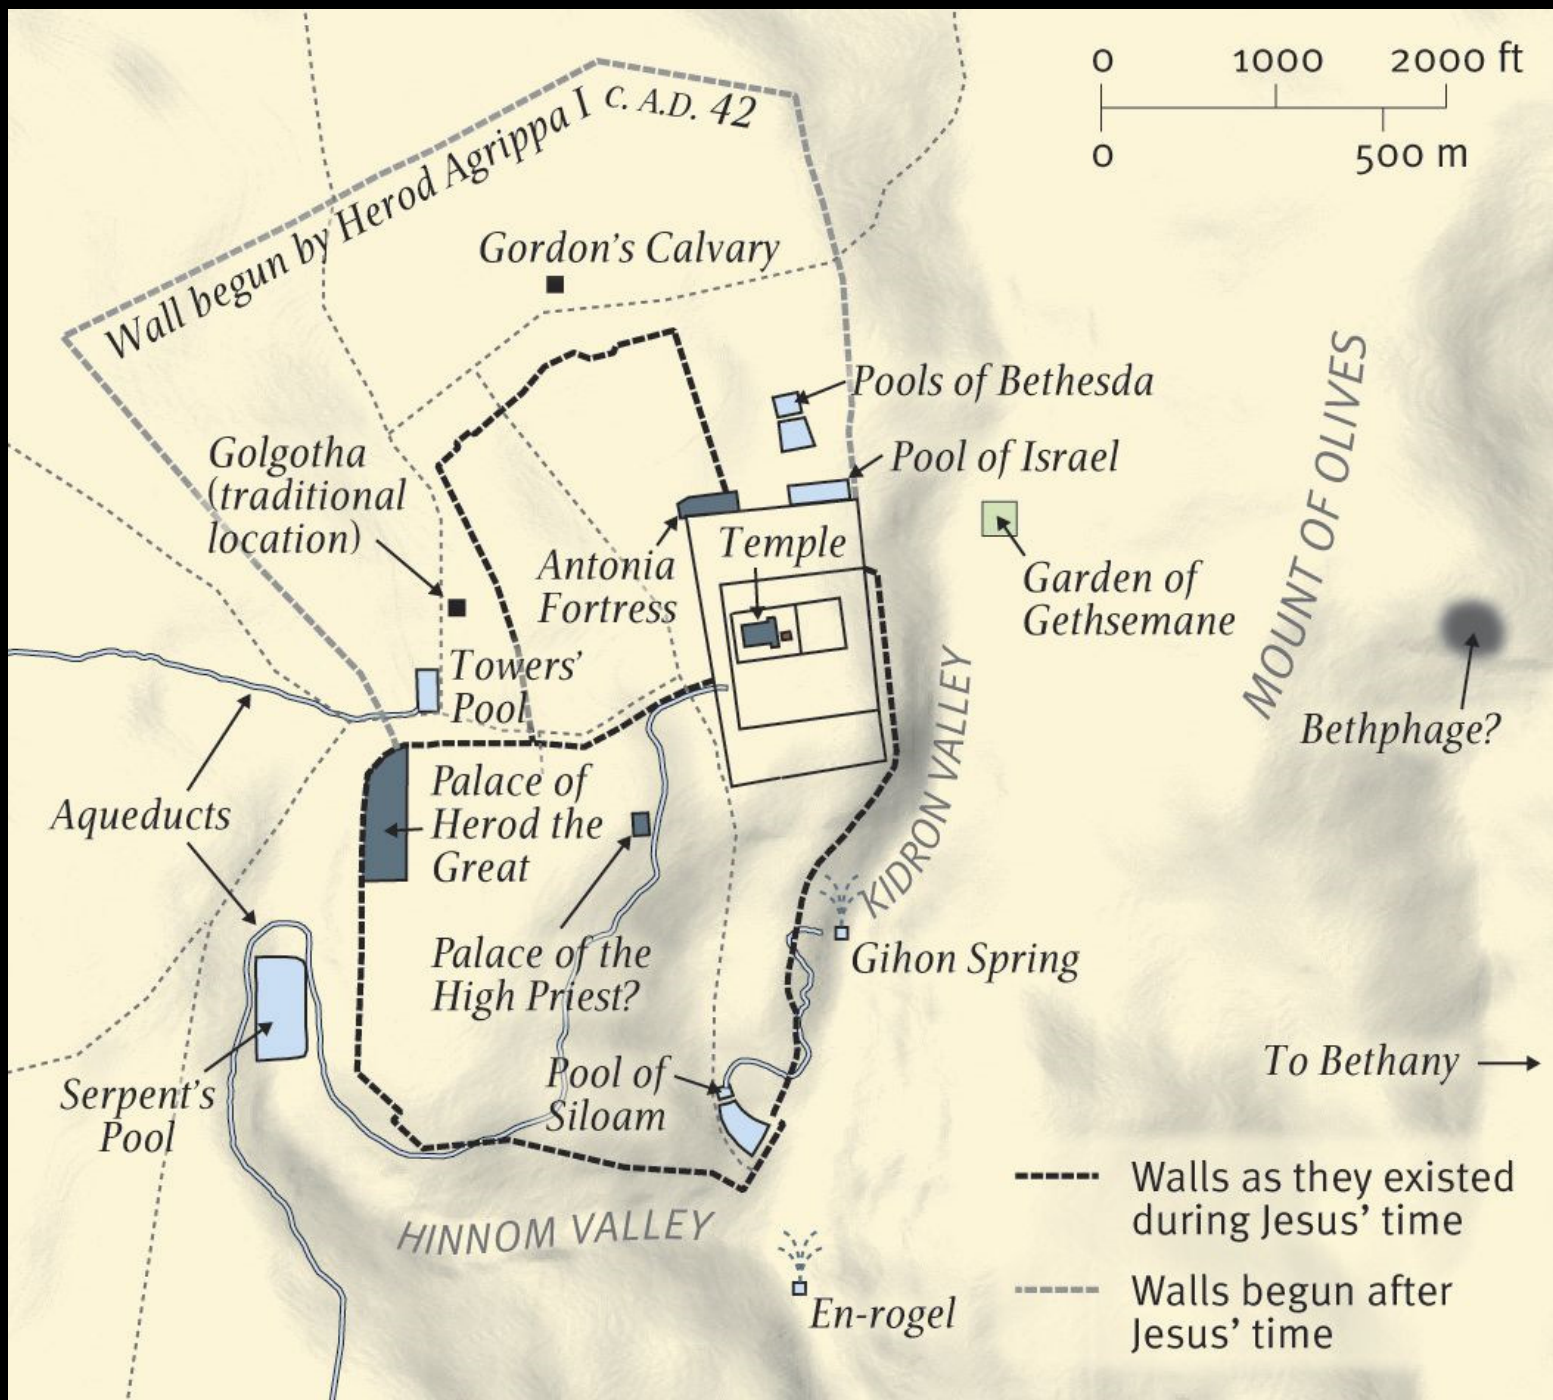 0 1000 2000 ft
0 500 m
Wall begun by Herod Agrippa I c. A.D. 42
Gordon's Calvary
Pools of Bethesda
Pool of Israel
Golgotha
(traditional
location)
Antonia
Fortress
Temple
Garden of
Gethsemane
MOUNT OF OLIVES
Bethphage?
Towers'
Pool
KIDRON VALLEY
Aqueducts
Palace of
Herod the
Great
Palace of the
High Priest?
Gihon Spring
Serpent's
Pool
Pool of
Siloam
To Bethany
HINNOM VALLEY
En-rogel
Walls as they existed
during Jesus' time
Walls begun after
Jesus' time